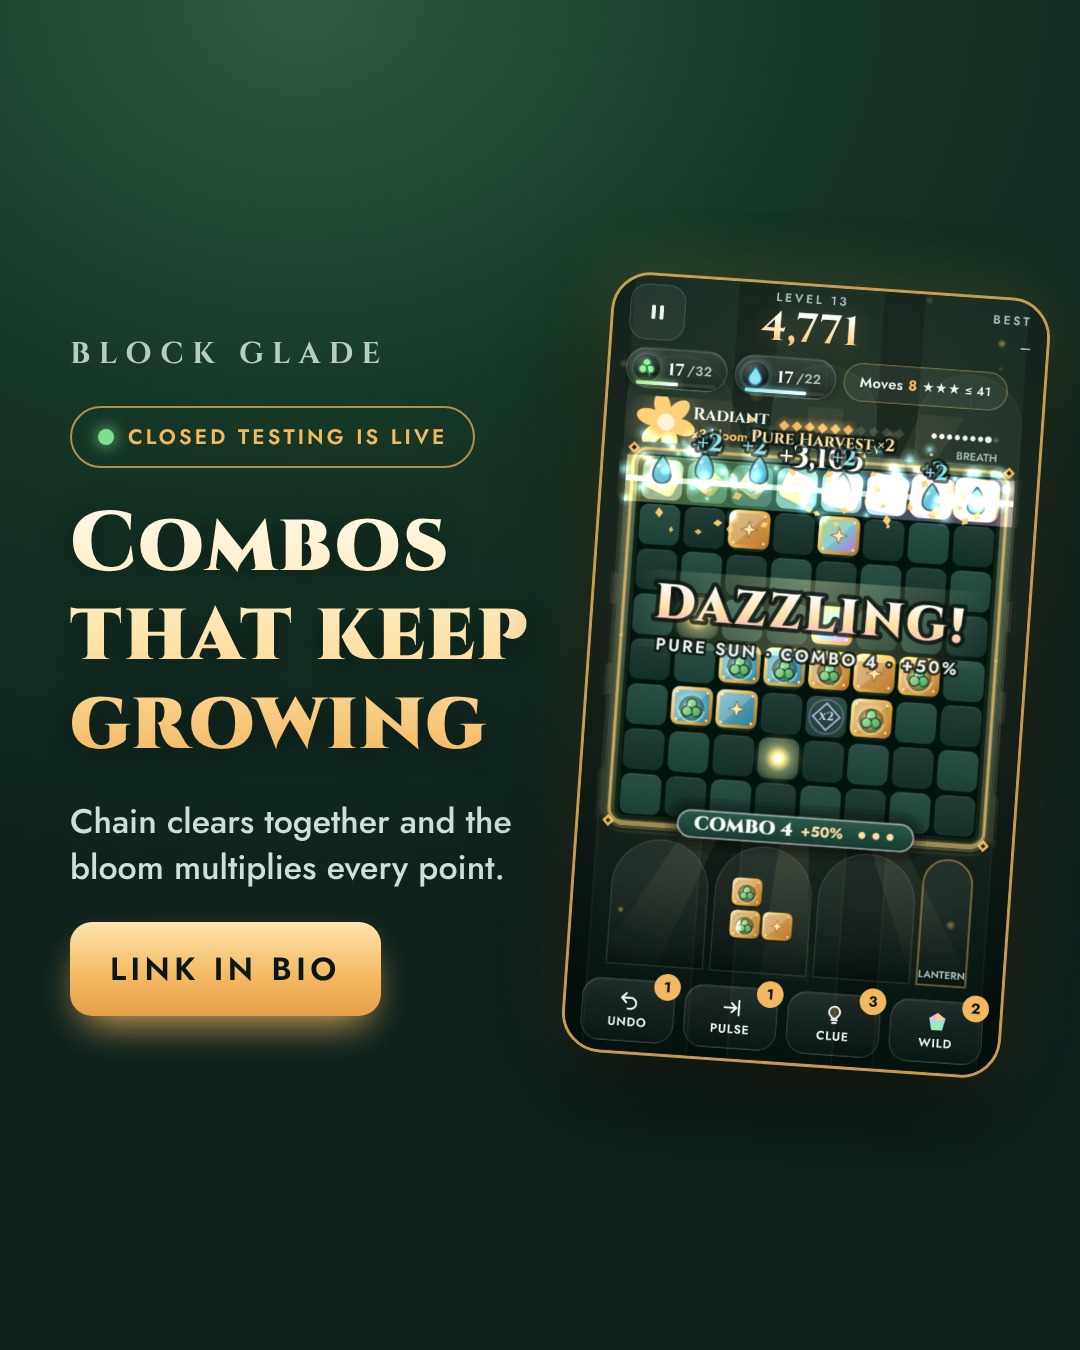 BLOCK GLADE
CLOSED TESTING IS LIVE
COMBOS
THAT KEEP
GROWING
Chain clears together and the
bloom multiplies every point.
LINK IN BIO
LEVEL 13
4,771
BEST
–
17/32
17/22
Moves 8 ★★★ ≤ 41
RADIANT
PURE HARVEST ×2
BREATH
+2
+2
+2
+2
DAZZLING!
PURE SUN · COMBO 4 · +50%
X2
COMBO 4 +50%
LANTERN
1
UNDO
1
PULSE
3
CLUE
2
WILD